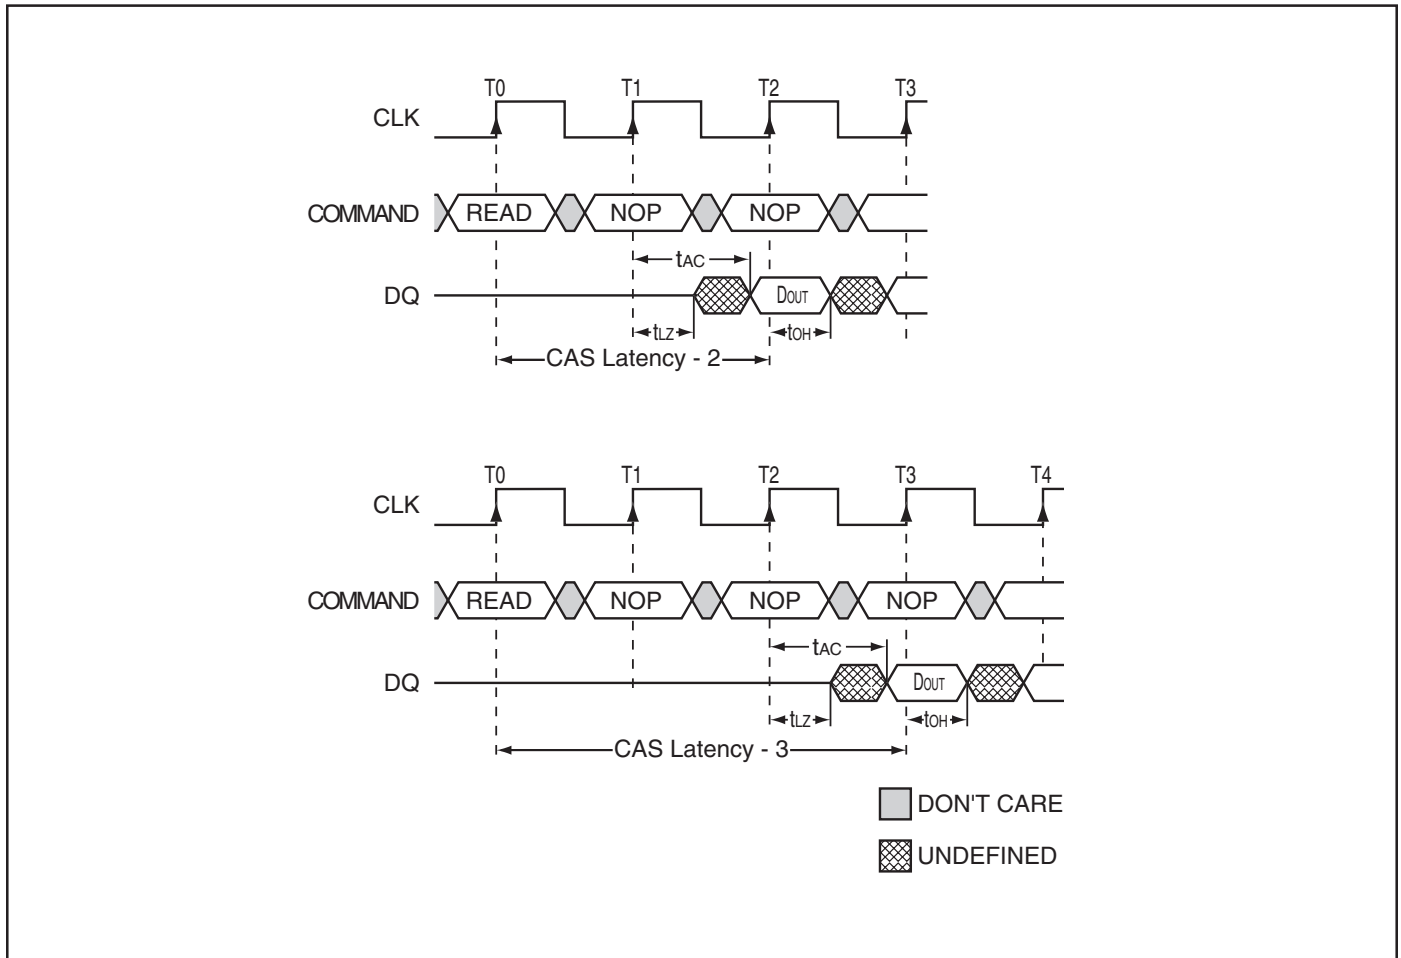 T0 T1 T2 T3
CLK
COMMAND READ NOP NOP
tAC
DQ DOUT
tLZ tOH
CAS Latency - 2
T0 T1 T2 T3 T4
CLK
COMMAND READ NOP NOP NOP
tAC
DQ DOUT
tLZ tOH
CAS Latency - 3
DON'T CARE
UNDEFINED